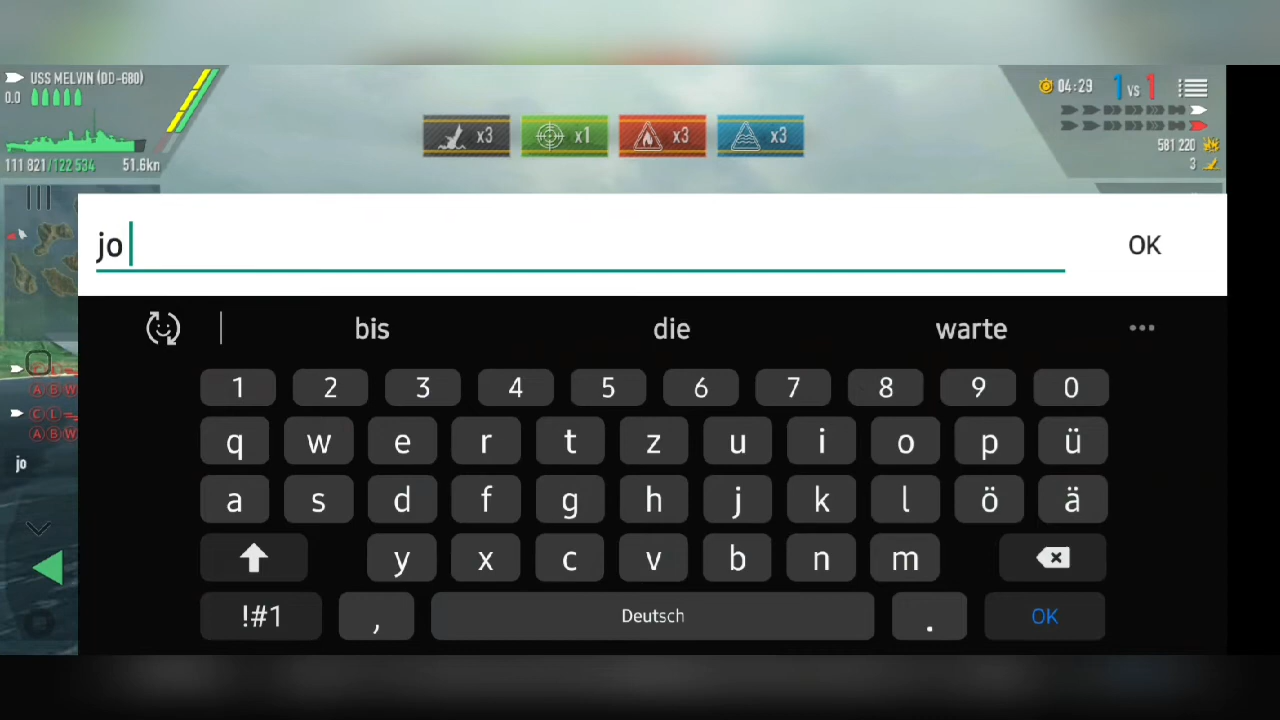 USS MELVIN (DD-680)
0.0
111 821/122 534 51.6kn
x3 x1 x3 x3
04:29 1 vs 1
581 220
3
jo
OK
bis die warte
1 2 3 4 5 6 7 8 9 0
q w e r t z u i o p ü
a s d f g h j k l ö ä
y x c v b n m
!#1 , Deutsch . OK
C L
A B W
C L
A B W
jo